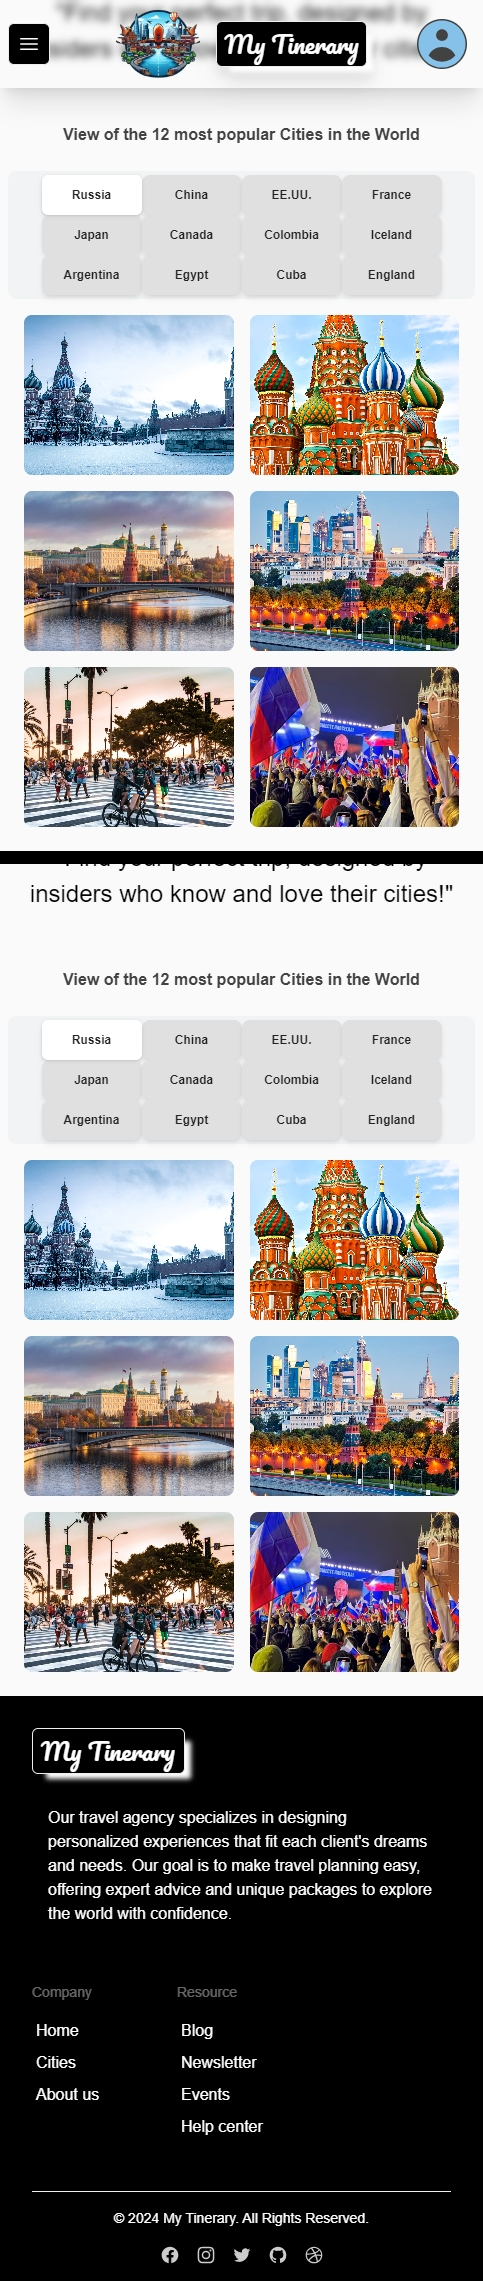 "Find your perfect trip, designed by
My Tinerary
View of the 12 most popular Cities in the World
Russia China EE.UU. France
Japan Canada Colombia Iceland
Argentina Egypt Cuba England
"Find your perfect trip, designed by
insiders who know and love their cities!"
View of the 12 most popular Cities in the World
Russia China EE.UU. France
Japan Canada Colombia Iceland
Argentina Egypt Cuba England
My Tinerary
Our travel agency specializes in designing
personalized experiences that fit each client's dreams
and needs. Our goal is to make travel planning easy,
offering expert advice and unique packages to explore
the world with confidence.
Company Resource
Home Blog
Cities Newsletter
About us Events
Help center
© 2024 My Tinerary. All Rights Reserved.